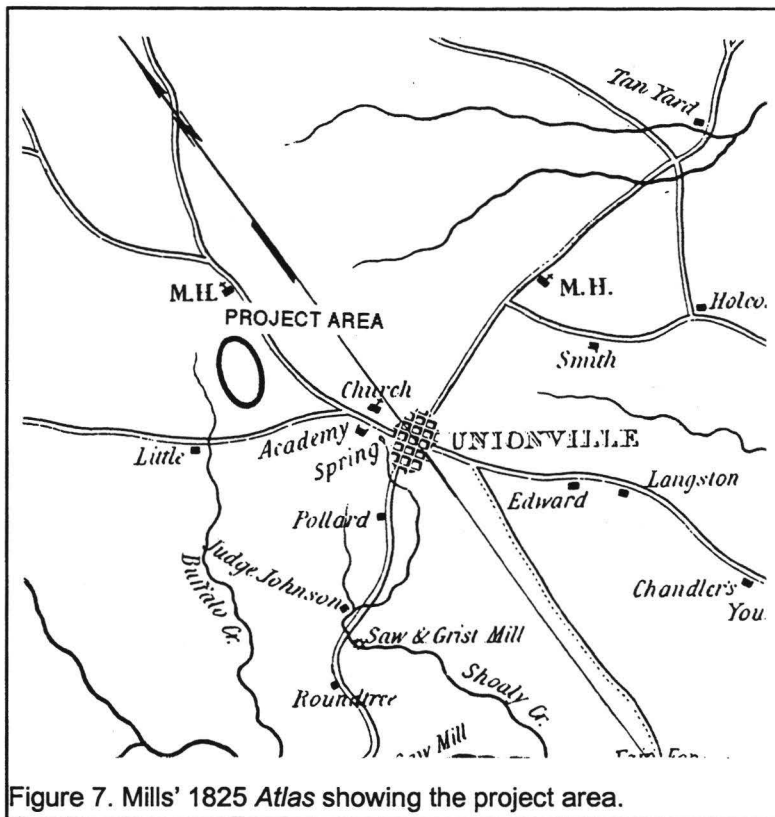 Tan Yard
M.H.
M.H.
Holco
PROJECT AREA
Smith
Church
Academy
Spring
UNIONVILLE
Little
Edward
Langston
Pollard
Judge Johnson
Buffalo Cr.
Chandler's
You
Saw & Grist Mill
Shoaly Cr.
Roundtree
Saw Mill
Figure 7. Mills' 1825 Atlas showing the project area.